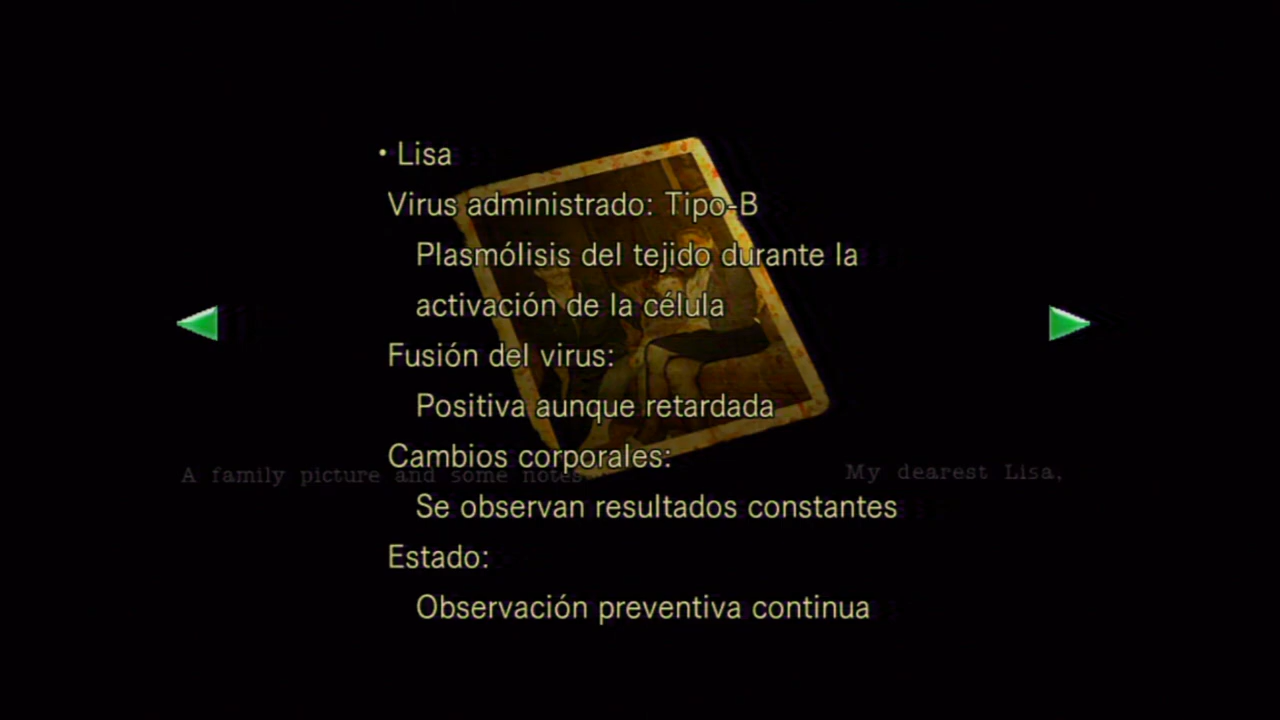 • Lisa
Virus administrado: Tipo-B
Plasmólisis del tejido durante la
activación de la célula
Fusión del virus:
Positiva aunque retardada
Cambios corporales:
A family picture and some notes
My dearest Lisa,
Se observan resultados constantes
Estado:
Observación preventiva continua